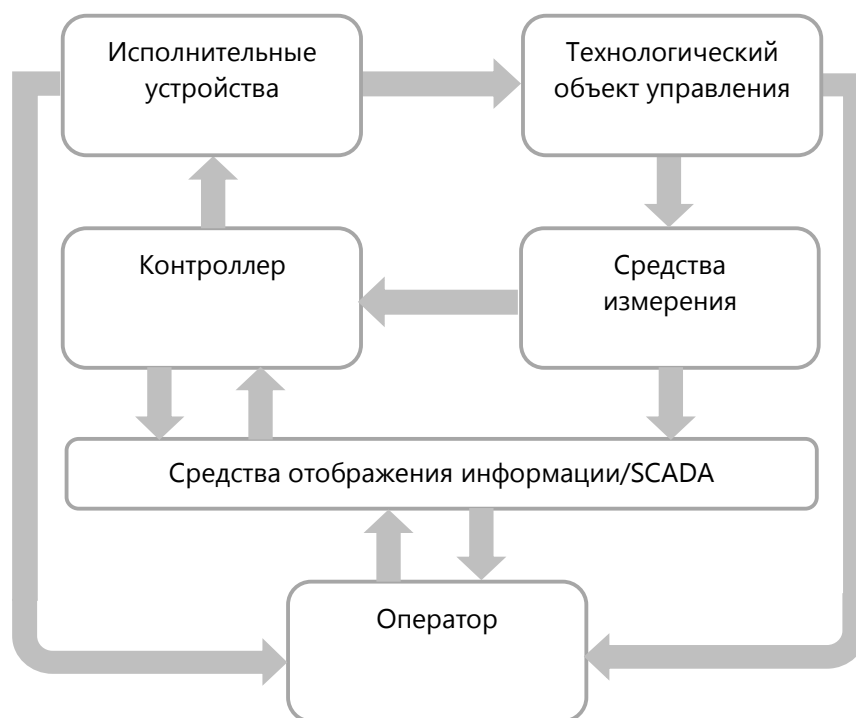 Исполнительные
устройства
Технологический
объект управления
Контроллер
Средства
измерения
Средства отображения информации/SCADA
Оператор